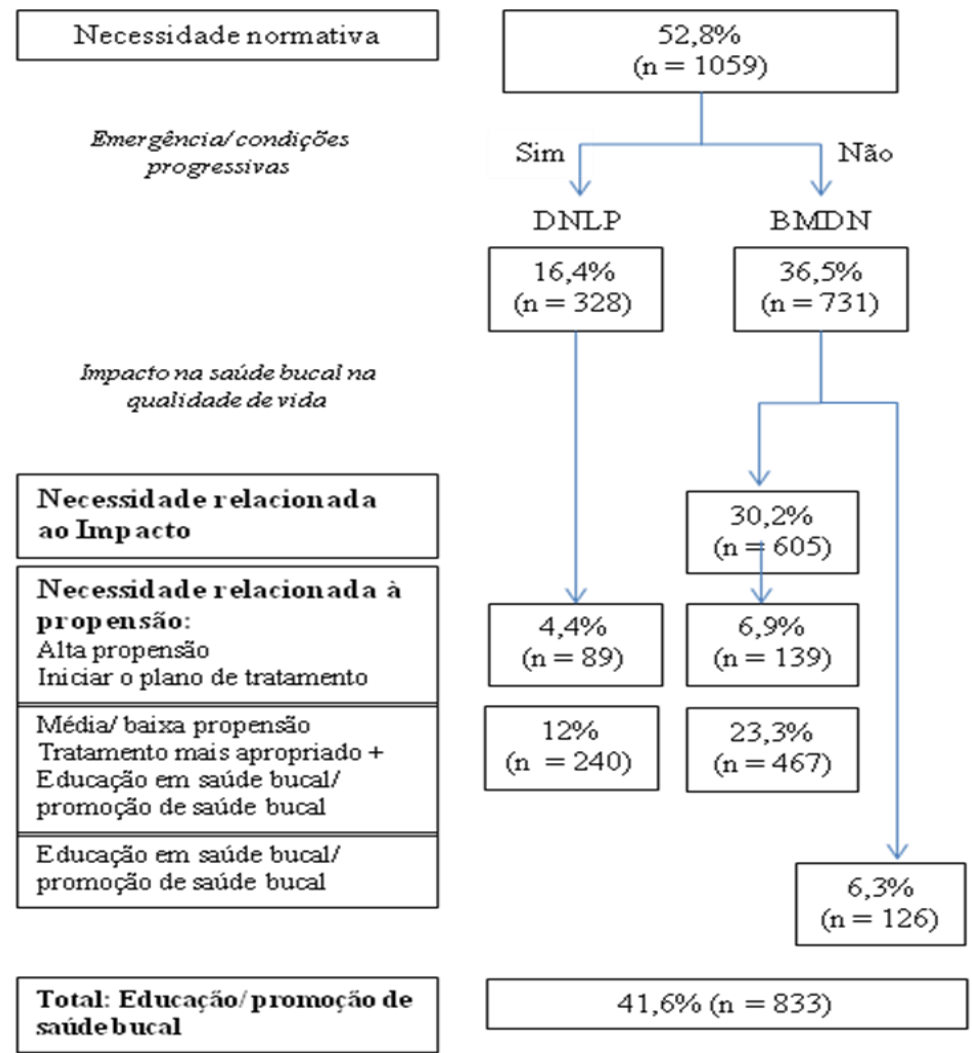 Necessidade normativa
52,8%
(n = 1059)
Emergência/ condições
progressivas
Sim
Não
DNLP
BMDN
16,4%
(n = 328)
36,5%
(n = 731)
Impacto na saúde bucal na
qualidade de vida
Necessidade relacionada
ao Impacto
30,2%
(n = 605)
Necessidade relacionada à
propensão:
Alta propensão
Iniciar o plano de tratamento
4,4%
(n = 89)
6,9%
(n = 139)
Média/ baixa propensão
Tratamento mais apropriado +
Educação em saúde bucal/
promoção de saúde bucal
12%
(n = 240)
23,3%
(n = 467)
Educação em saúde bucal/
promoção de saúde bucal
6,3%
(n = 126)
Total: Educação/ promoção de
saúde bucal
41,6% (n = 833)